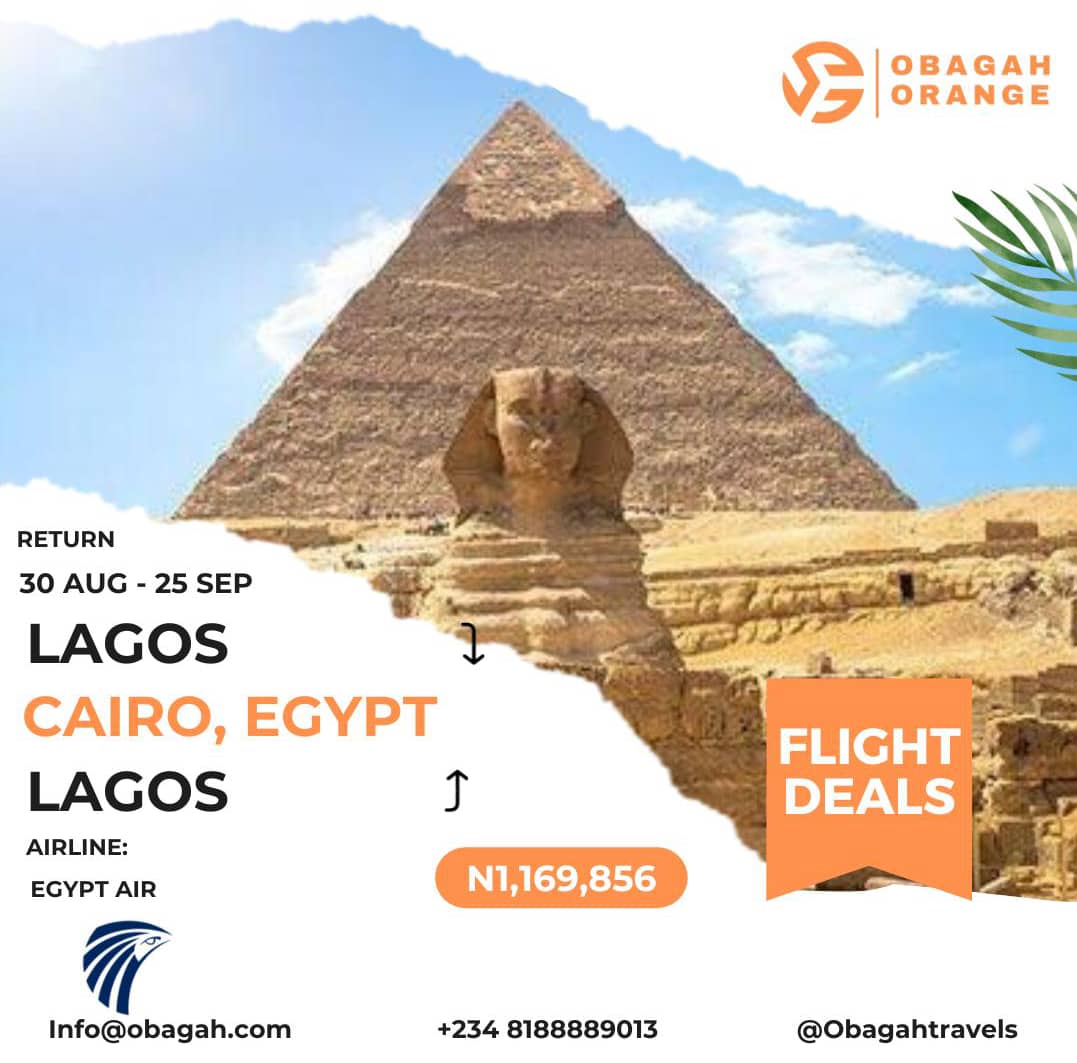 OBAGAH
ORANGE
RETURN
30 AUG - 25 SEP
LAGOS
CAIRO, EGYPT
LAGOS
AIRLINE:
EGYPT AIR
N1,169,856
FLIGHT
DEALS
Info@obagah.com
+234 8188889013
@Obagahtravels